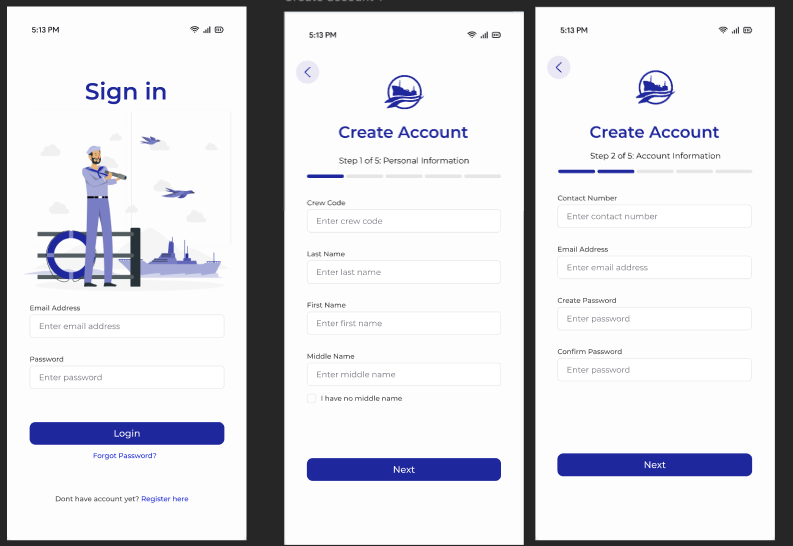 5:13 PM
Sign in
Email Address
Enter email address
Password
Enter password
Login
Forgot Password?
Dont have account yet? Register here
5:13 PM
Create Account
Step 1 of 5: Personal Information
Crew Code
Enter crew code
Last Name
Enter last name
First Name
Enter first name
Middle Name
Enter middle name
I have no middle name
Next
5:13 PM
Create Account
Step 2 of 5: Account Information
Contact Number
Enter contact number
Email Address
Enter email address
Create Password
Enter password
Confirm Password
Enter password
Next